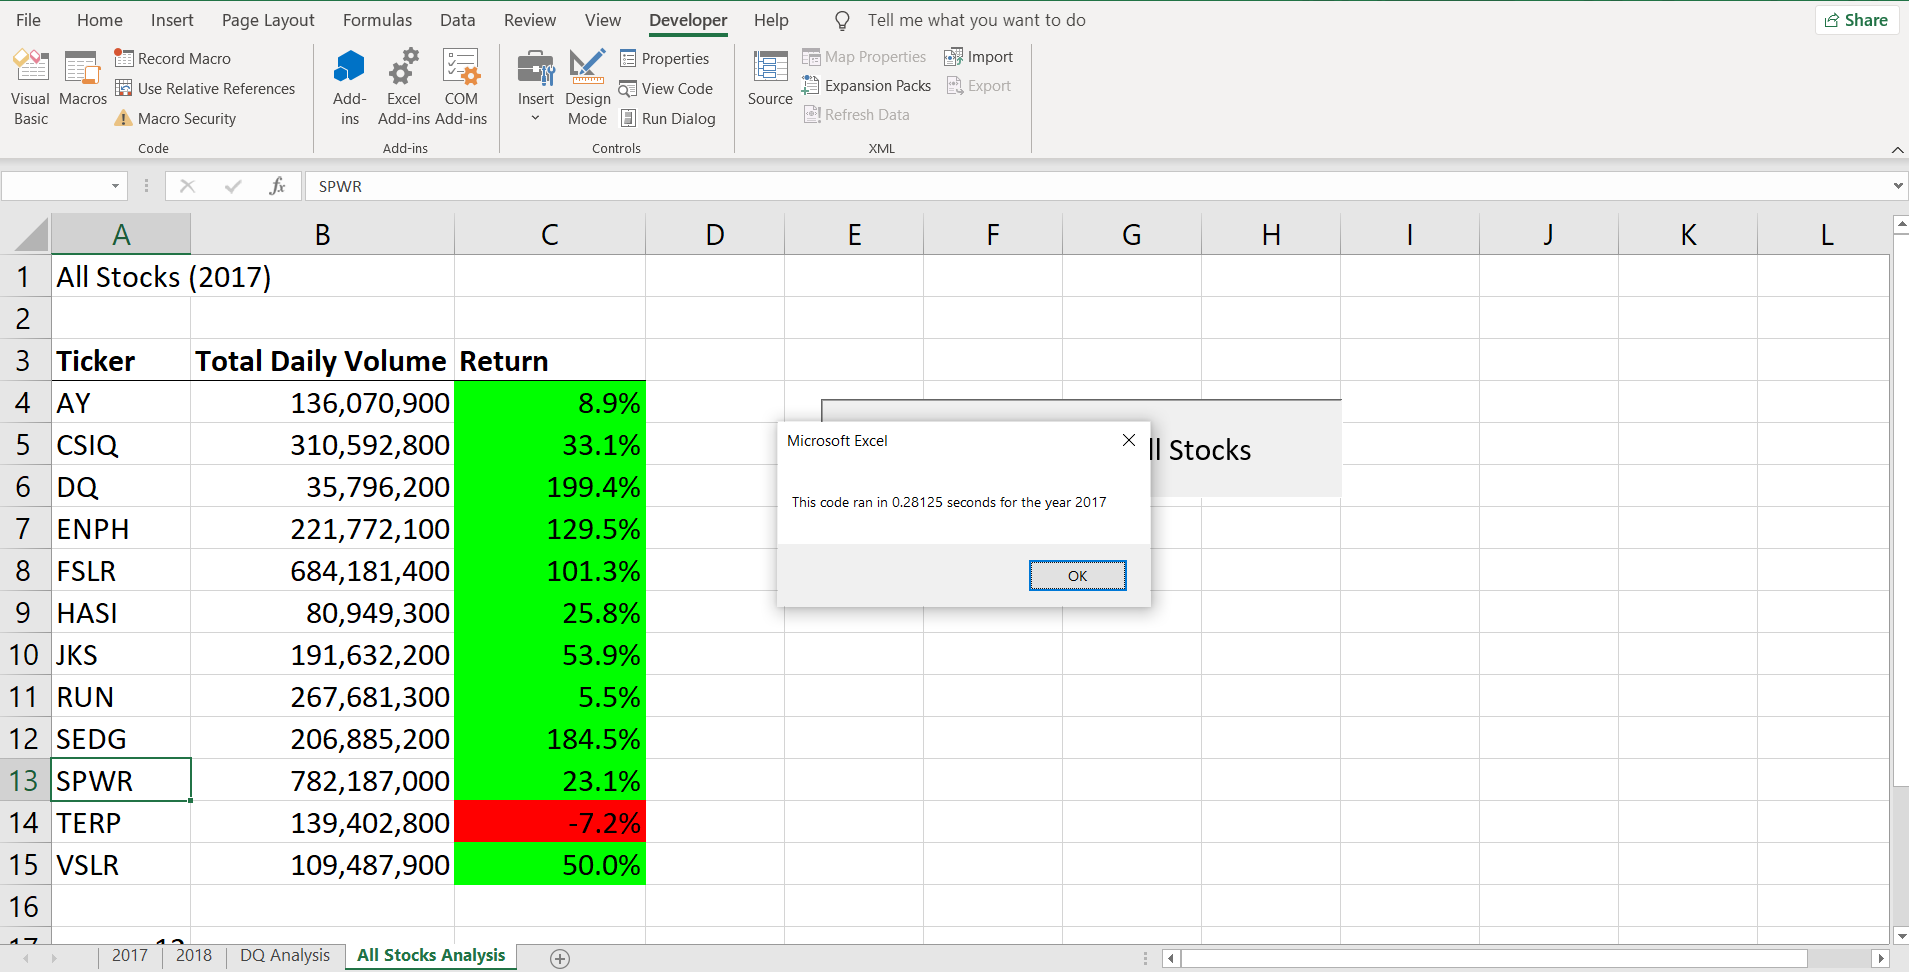 File Home Insert Page Layout Formulas Data Review View Developer Help Tell me what you want to do Share
Visual Basic
Macros
Record Macro
Use Relative References
Macro Security
Code
Add-ins
Excel Add-ins
COM Add-ins
Add-ins
Insert
Design Mode
Properties
View Code
Run Dialog
Controls
Source
Map Properties
Expansion Packs
Refresh Data
Import
Export
XML
fx SPWR
A B C D E F G H I J K L
1 All Stocks (2017)
2
3 Ticker Total Daily Volume Return
4 AY 136,070,900 8.9%
5 CSIQ 310,592,800 33.1%
6 DQ 35,796,200 199.4%
7 ENPH 221,772,100 129.5%
8 FSLR 684,181,400 101.3%
9 HASI 80,949,300 25.8%
10 JKS 191,632,200 53.9%
11 RUN 267,681,300 5.5%
12 SEDG 206,885,200 184.5%
13 SPWR 782,187,000 23.1%
14 TERP 139,402,800 -7.2%
15 VSLR 109,487,900 50.0%
16
ll Stocks
Microsoft Excel
This code ran in 0.28125 seconds for the year 2017
OK
2017 2018 DQ Analysis All Stocks Analysis